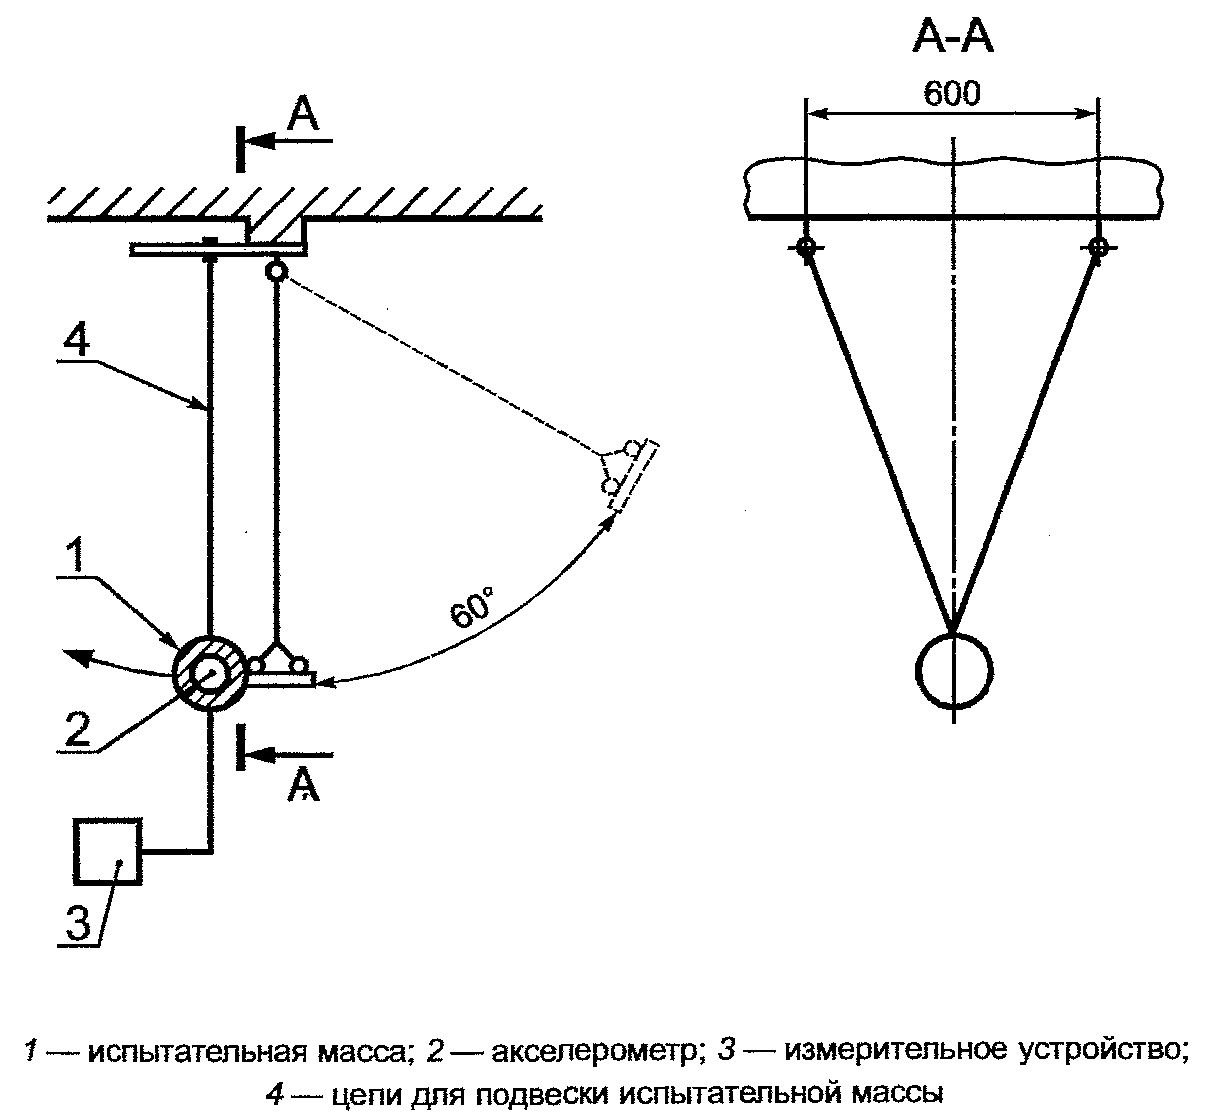 А-А
600
А
4
1
60°
2
А
3
1 — испытательная масса; 2 — акселерометр; 3 — измерительное устройство;
4 — цепи для подвески испытательной массы